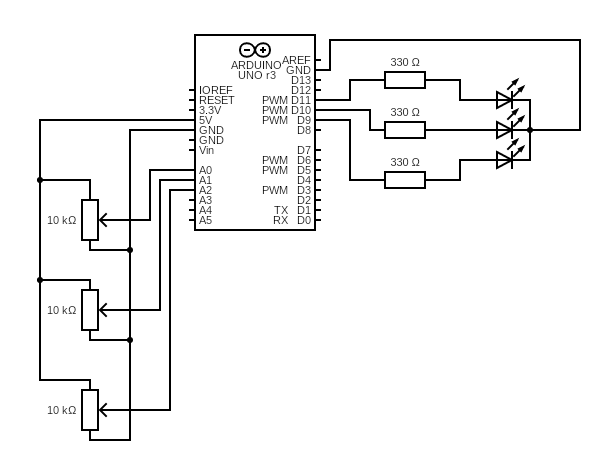 ARDUINO
UNO r3
AREF
GND
D13
IOREF
D12
RESET
PWM D11
3.3V
PWM D10
5V
PWM D9
GND
D8
GND
Vin
D7
PWM D6
A0
PWM D5
A1
D4
A2
PWM D3
A3
D2
A4
TX D1
A5
RX D0
330 Ω
330 Ω
330 Ω
10 kΩ
10 kΩ
10 kΩ